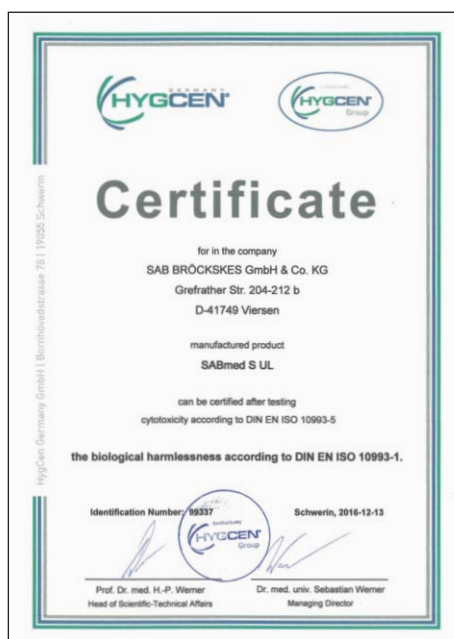 GERMANY
HYGCEN®
HYGCEN®
Group
Certificate
for in the company
SAB BRÖCKSKES GmbH & Co. KG
Grefrather Str. 204-212 b
D-41749 Viersen
manufactured product
SABmed S UL
can be certified after testing
cytotoxicity according to DIN EN ISO 10993-5
the biological harmlessness according to DIN EN ISO 10993-1.
Identification Number: 99337
Schwerin, 2016-12-13
HYGCEN®
Group
Prof. Dr. med. H.-P. Werner
Head of Scientific-Technical Affairs
Dr. med. univ. Sebastian Werner
Managing Director
HygCen Germany GmbH | Bornhövedstrasse 78 | 19055 Schwerin